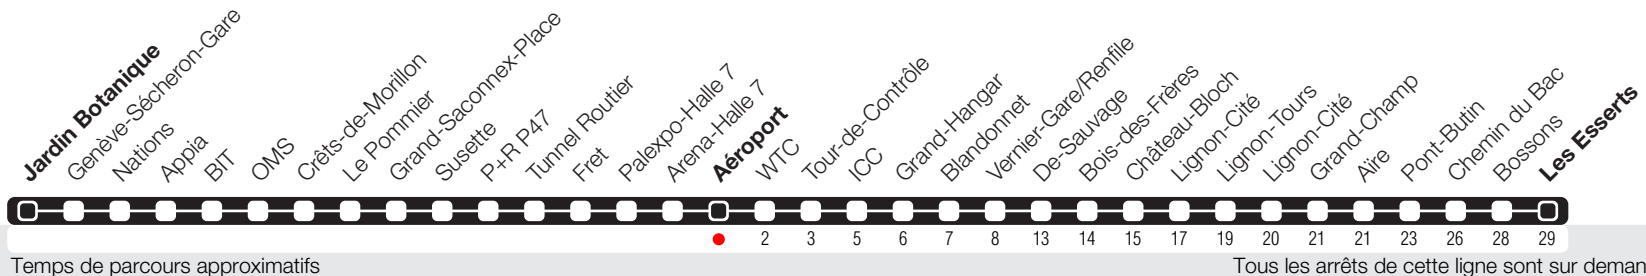 Jardin Botanique
Genève-Sécheron-Gare
Nations
Appia
BIT
OMS
Crêts-de-Morillon
Le Pommier
Grand-Saconnex-Place
Susette
P+R P47
Tunnel Routier
Fret
Palexpo-Halle 7
Arena-Halle 7
Aéroport
WTC
Tour-de-Contrôle
ICC
Grand-Hangar
Blandonnet
Vernier-Gare/Renfile
De-Sauvage
Bois-des-Frères
Château-Bloch
Lignon-Cité
Lignon-Tours
Lignon-Cité
Grand-Champ
Aïre
Pont-Butin
Chemin du Bac
Bossons
Les Esserts
2 3 5 6 7 8 13 14 15 17 19 20 21 21 23 26 28 29
Temps de parcours approximatifs
Tous les arrêts de cette ligne sont sur deman